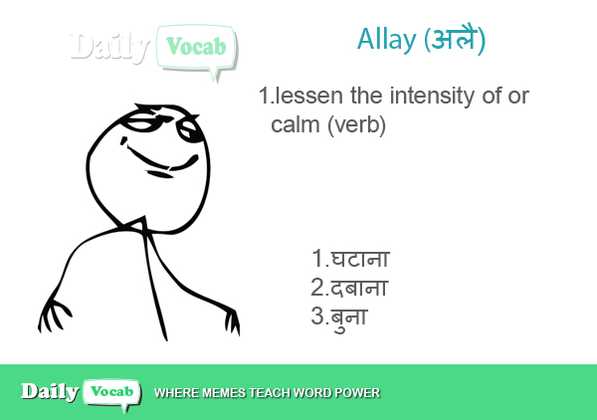 Daily Vocab
Allay (अलै)
1.lessen the intensity of or
calm (verb)
1.घटाना
2.दबाना
3.बुना
Daily Vocab WHERE MEMES TEACH WORD POWER